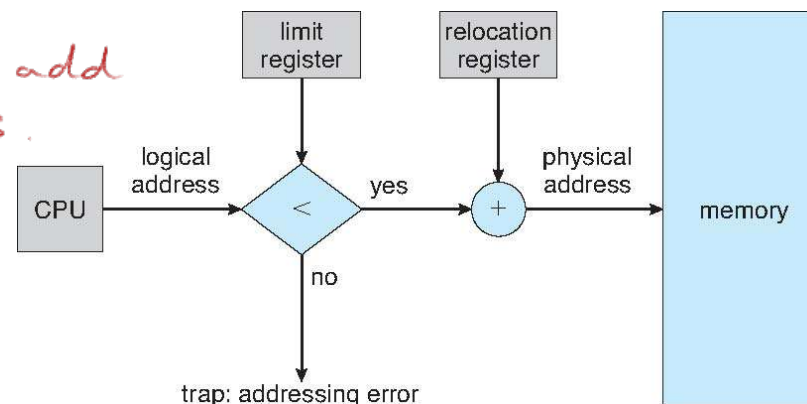 limit
register
relocation
register
add
s.
logical
address
yes
physical
address
CPU
<
+
memory
no
trap: addressing error